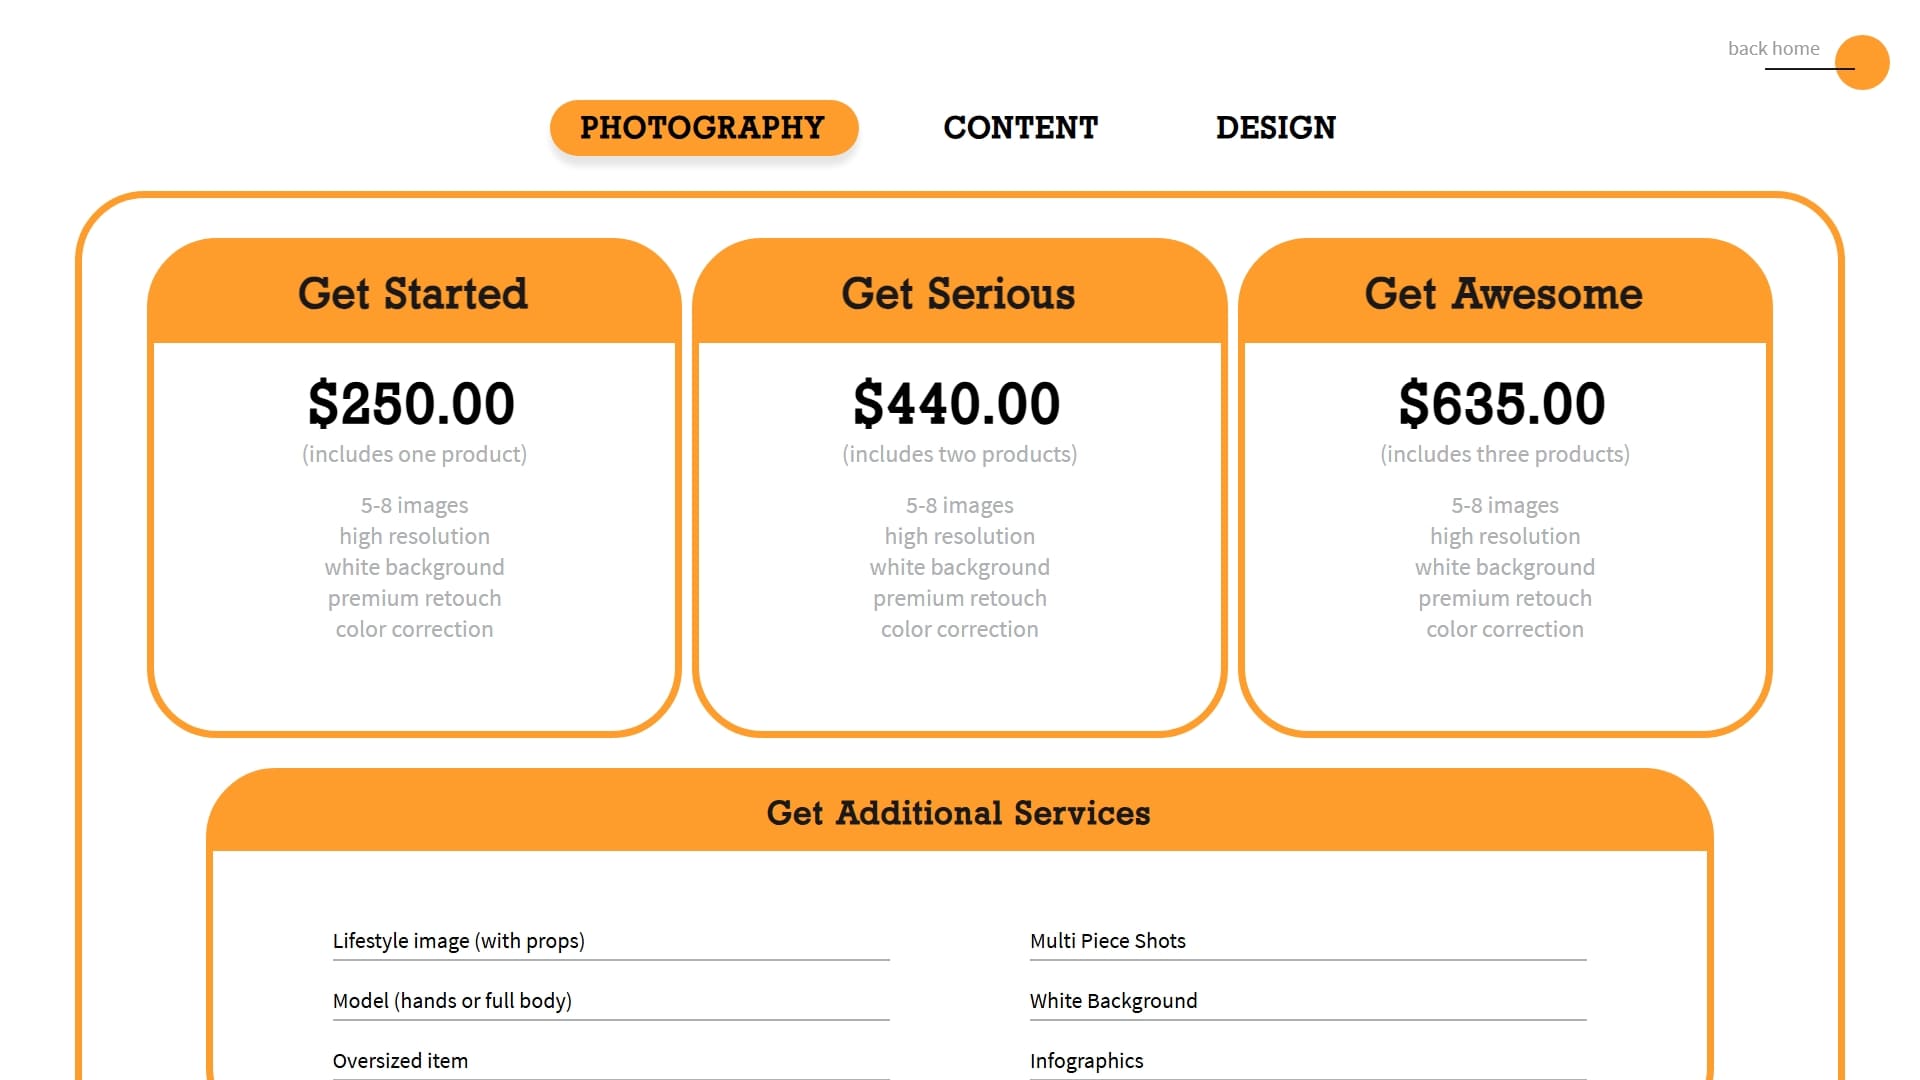 back home
PHOTOGRAPHY
CONTENT
DESIGN
Get Started
$250.00
(includes one product)
5-8 images
high resolution
white background
premium retouch
color correction
Get Serious
$440.00
(includes two products)
5-8 images
high resolution
white background
premium retouch
color correction
Get Awesome
$635.00
(includes three products)
5-8 images
high resolution
white background
premium retouch
color correction
Get Additional Services
Lifestyle image (with props)
Model (hands or full body)
Oversized item
Multi Piece Shots
White Background
Infographics